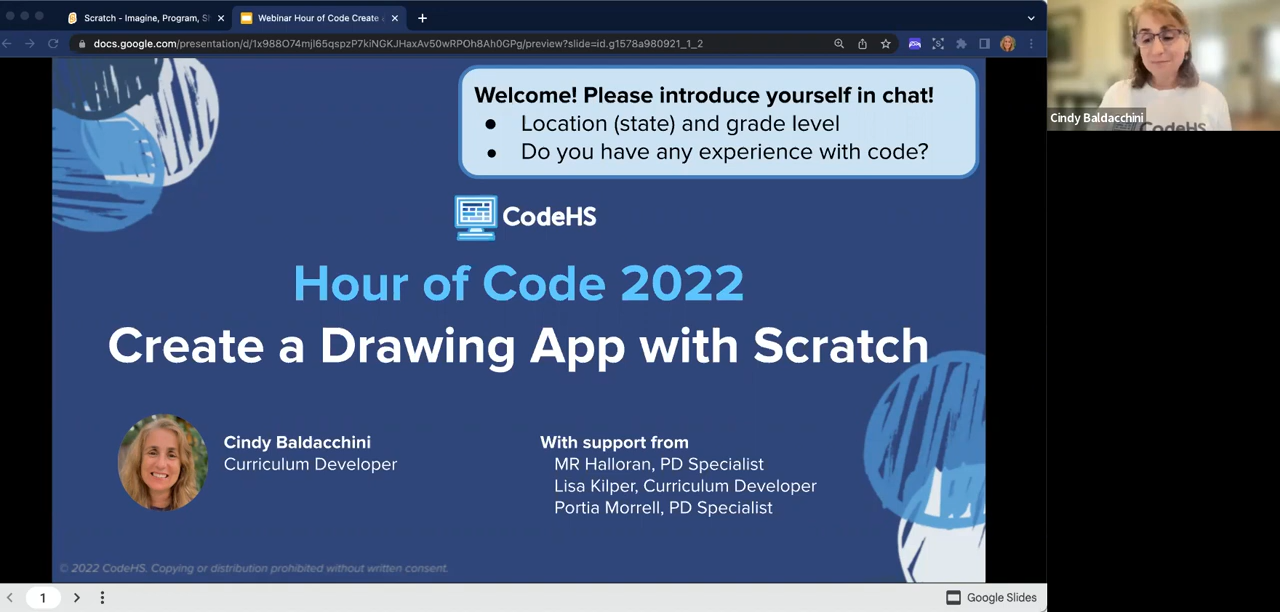 Scratch - Imagine, Program, S
Webinar Hour of Code Create
docs.google.com/presentation/d/1x988O74mjl65qspzP7kiNGKJHaxAv50wRPOh8Ah0GPg/preview?slide=id.g1578a980921_1_2
Welcome! Please introduce yourself in chat!
● Location (state) and grade level
● Do you have any experience with code?
CodeHS
Hour of Code 2022
Create a Drawing App with Scratch
Cindy Baldacchini
Curriculum Developer
With support from
MR Halloran, PD Specialist
Lisa Kilper, Curriculum Developer
Portia Morrell, PD Specialist
© 2022 CodeHS. Copying or distribution prohibited without written consent.
1
Google Slides
Cindy Baldacchini
CodeHS